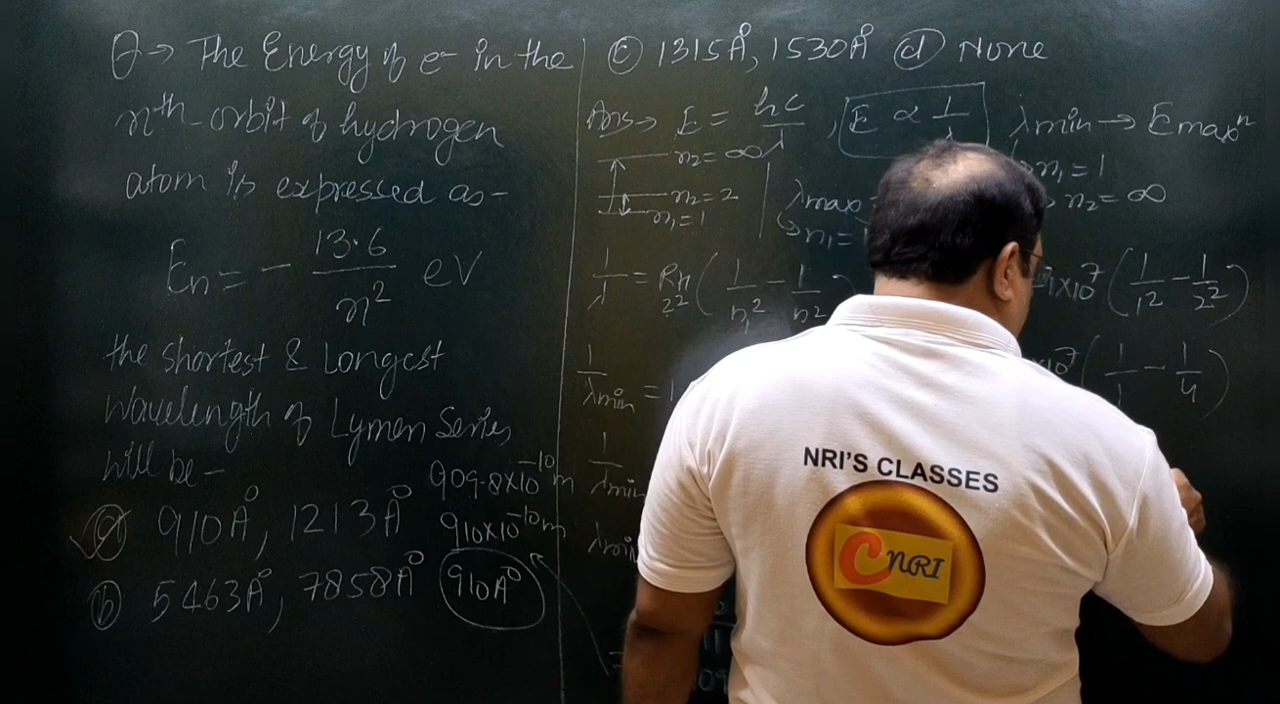 Q→ The Energy of e⁻ in the
nᵗʰ-orbit of hydrogen
atom is expressed as-
En = - 13.6/n² eV
the shortest & Longest
Wavelength of Lymen Series
will be-
ⓐ 910Å, 1213Å
ⓑ 5463Å, 7858Å
909.8×10⁻¹⁰m
910×10⁻¹⁰m
910Å
ⓒ 1315Å, 1530Å ⓓ None
Ans→ E = hc/λ, E ∝ 1/ λmin → Emaxⁿ
n₂=∞
n₂=2
n₁=1
λmax
n₁=
n₁=1
n₂=∞
1/λ = RH z² (1/n₁² - 1/n₂²) ×10⁷ (1/1² - 1/2²)
1/λmin = 1 ×10⁷ (1/1 - 1/4)
1/λmin
λmin
NRI'S CLASSES
CNRI